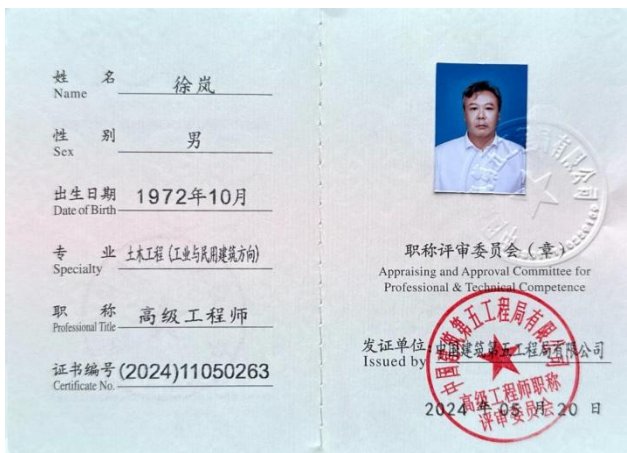 姓 名 徐岚
Name
性 别 男
Sex
出生日期 1972年10月
Date of Birth
专 业 土木工程（工业与民用建筑方向）
Specialty
职 称 高级工程师
Professional Title
证书编号 (2024)11050263
Certificate No.
职称评审委员会（章）
Appraising and Approval Committee for
Professional & Technical Competence
发证单位:中国建筑第五工程局有限公司
Issued by
2024 年 05 月 20 日
中国建筑第五工程局有限公司
高级工程师职称
评审委员会